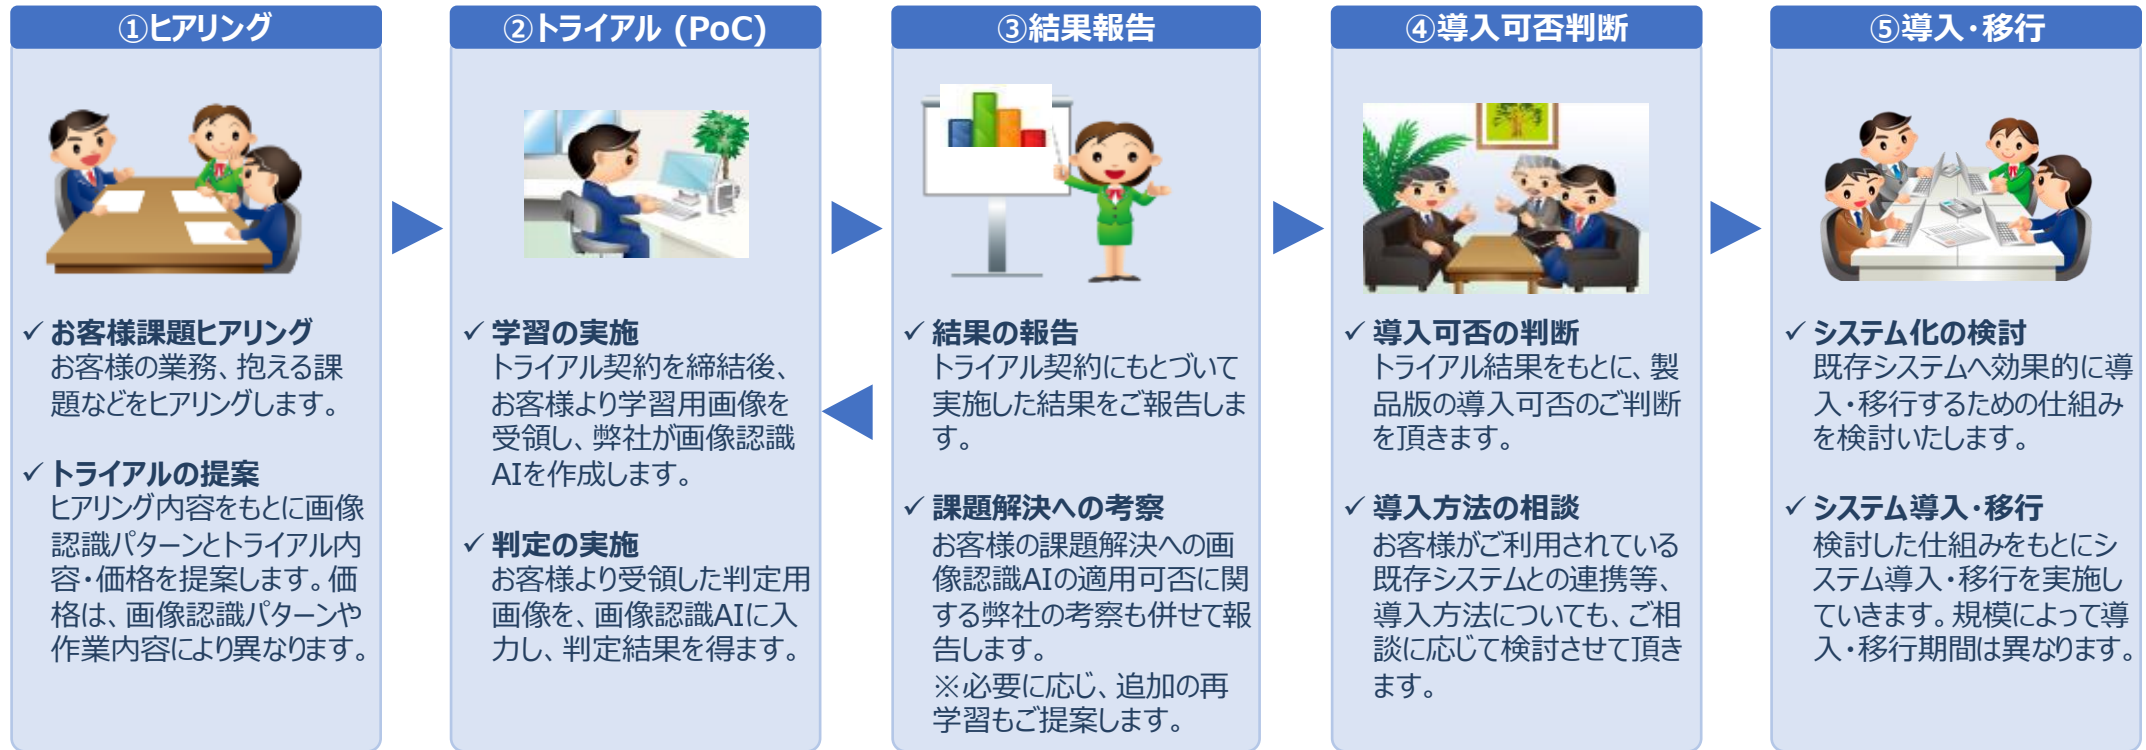 ①ヒアリング
✓ お客様課題ヒアリング
お客様の業務、抱える課
題などをヒアリングします。
✓ トライアルの提案
ヒアリング内容をもとに画像
認識パターンとトライアル内
容・価格を提案します。価
格は、画像認識パターンや
作業内容により異なります。
②トライアル (PoC)
✓ 学習の実施
トライアル契約を締結後、
お客様より学習用画像を
受領し、弊社が画像認識
AIを作成します。
✓ 判定の実施
お客様より受領した判定用
画像を、画像認識AIに入
力し、判定結果を得ます。
③結果報告
✓ 結果の報告
トライアル契約にもとづいて
実施した結果をご報告しま
す。
✓ 課題解決への考察
お客様の課題解決への画
像認識AIの適用可否に関
する弊社の考察も併せて報
告します。
※必要に応じ、追加の再
学習もご提案します。
④導入可否判断
✓ 導入可否の判断
トライアル結果をもとに、製
品版の導入可否のご判断
を頂きます。
✓ 導入方法の相談
お客様がご利用されている
既存システムとの連携等、
導入方法についても、ご相
談に応じて検討させて頂き
ます。
⑤導入・移行
✓ システム化の検討
既存システムへ効果的に導
入・移行するための仕組み
を検討いたします。
✓ システム導入・移行
検討した仕組みをもとにシ
ステム導入・移行を実施し
ていきます。規模によって導
入・移行期間は異なります。